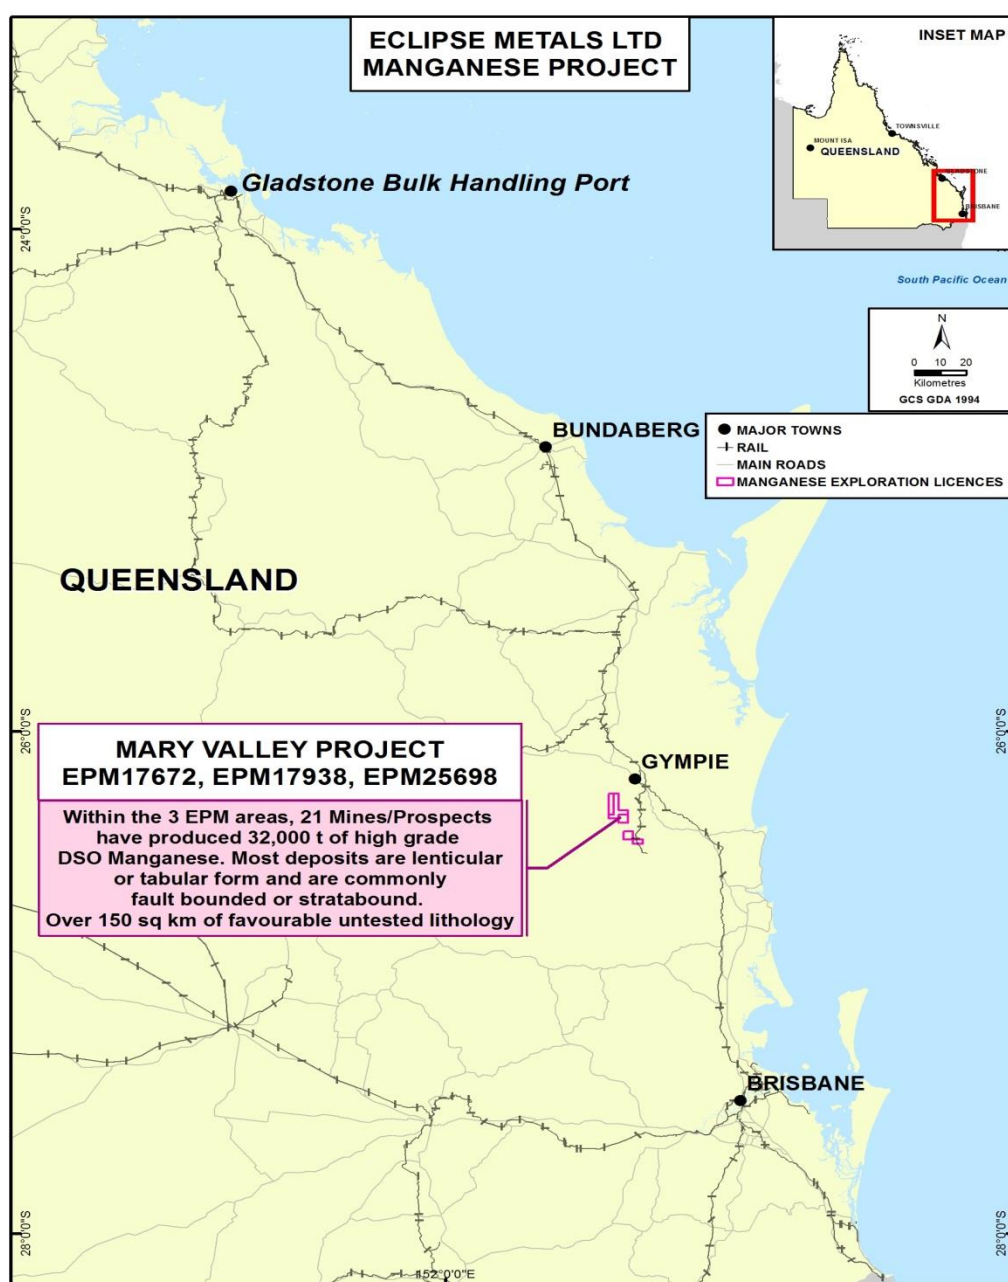 ECLIPSE METALS LTD
MANGANESE PROJECT
INSET MAP
TOWNSVILLE
MOUNT ISA
QUEENSLAND
GLADSTONE
BRISBANE
Gladstone Bulk Handling Port
24°0'0"S
South Pacific Ocean
N
0 10 20
Kilometres
GCS GDA 1994
BUNDABERG
MAJOR TOWNS
RAIL
MAIN ROADS
MANGANESE EXPLORATION LICENCES
QUEENSLAND
26°0'0"S
26°0'0"S
MARY VALLEY PROJECT
EPM17672, EPM17938, EPM25698
GYMPIE
Within the 3 EPM areas, 21 Mines/Prospects
have produced 32,000 t of high grade
DSO Manganese. Most deposits are lenticular
or tabular form and are commonly
fault bounded or stratabound.
Over 150 sq km of favourable untested lithology
BRISBANE
28°0'0"S
28°0'0"S
152°0'0"E